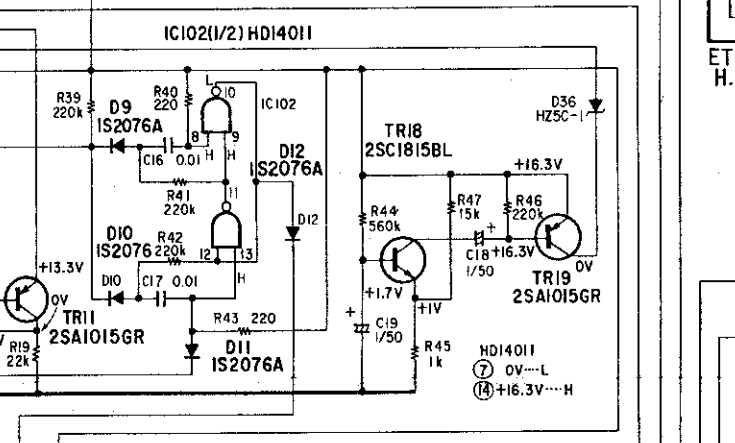 IC102(1/2) HD14011
ET
H.
R39
220k
D9
1S2076A
R40
220
L
10
IC102
8
9
H
H
C16 0.01
D12
1S2076A
R41
220k
11
D10
1S2076
R42
220k
12
13
H
D12
D10
C17 0.01
+13.3V
0V
TR11
2SA1015GR
R19
22k
V
R43 220
D11
1S2076A
D36
HZ5C-1
TR18
2SC1815BL
+16.3V
R44
560k
R47
15k
R46
220k
+
C18
1/50
+16.3V
0V
TR19
2SA1015GR
+1.7V
+1V
+
C19
1/50
R45
1k
HD14011
⑦ 0V····L
⑭ +16.3V····H